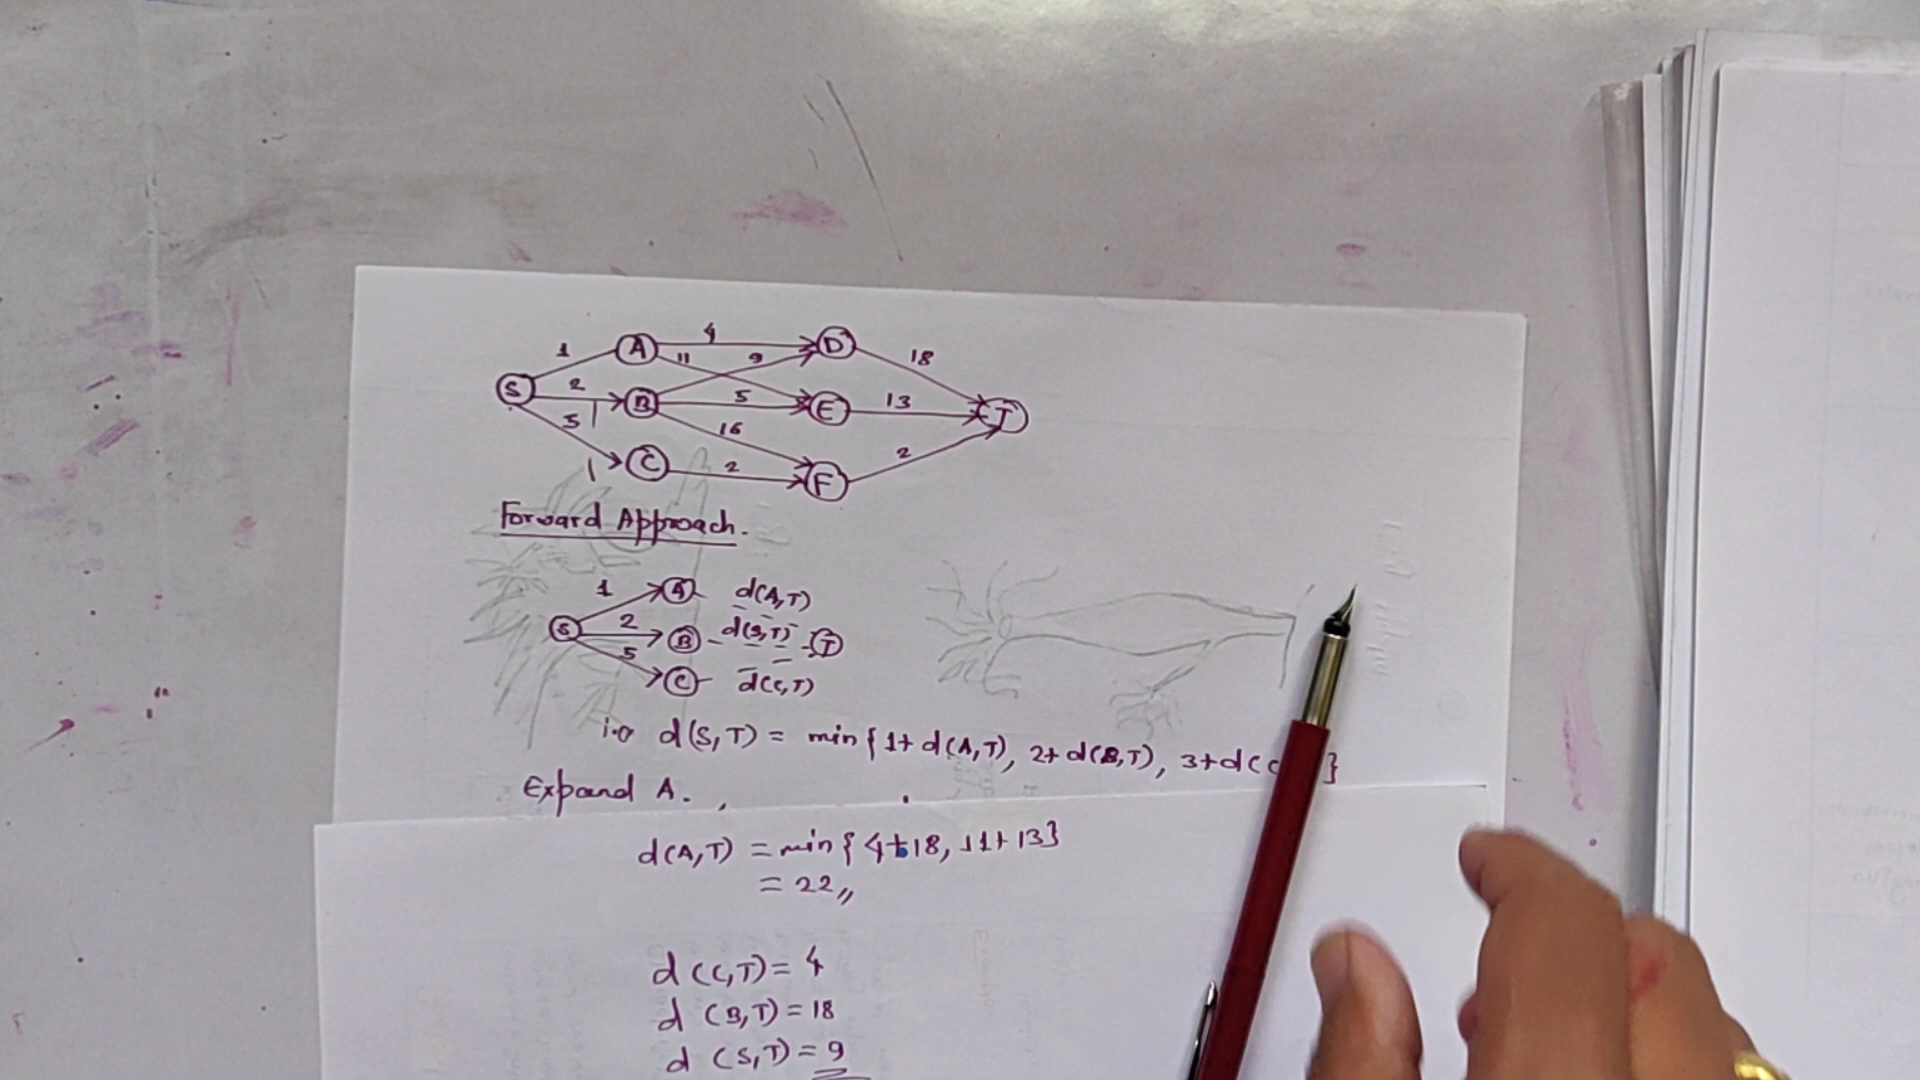 1 A 4 D 18
11 9
S 2 B 5 E 13 T
5 16 2
C 2 F
Forward Approach.
1 A d(A,T)
S 2 B d(B,T) T
5 C d(C,T)
i.e d(S,T) = min{1+ d(A,T), 2+d(B,T), 3+d(C }
Expand A.
d(A,T) = min{ 4+18, 11+13}
= 22,,
d(C,T) = 4
d(B,T) = 18
d(S,T) = 9